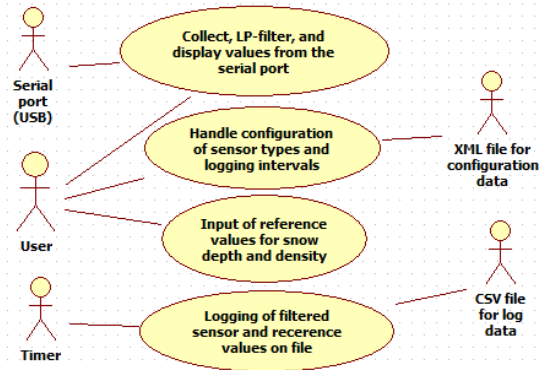 Collect, LP-filter, and
display values from the
serial port
Serial
port
(USB)
Handle configuration
of sensor types and
logging intervals
XML file for
configuration
data
User
Input of reference
values for snow
depth and density
CSV file
for log
data
Timer
Logging of filtered
sensor and recerence
values on file